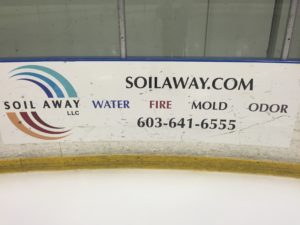 SOIL AWAY
LLC
SOILAWAY.COM
WATER FIRE MOLD ODOR
603-641-6555